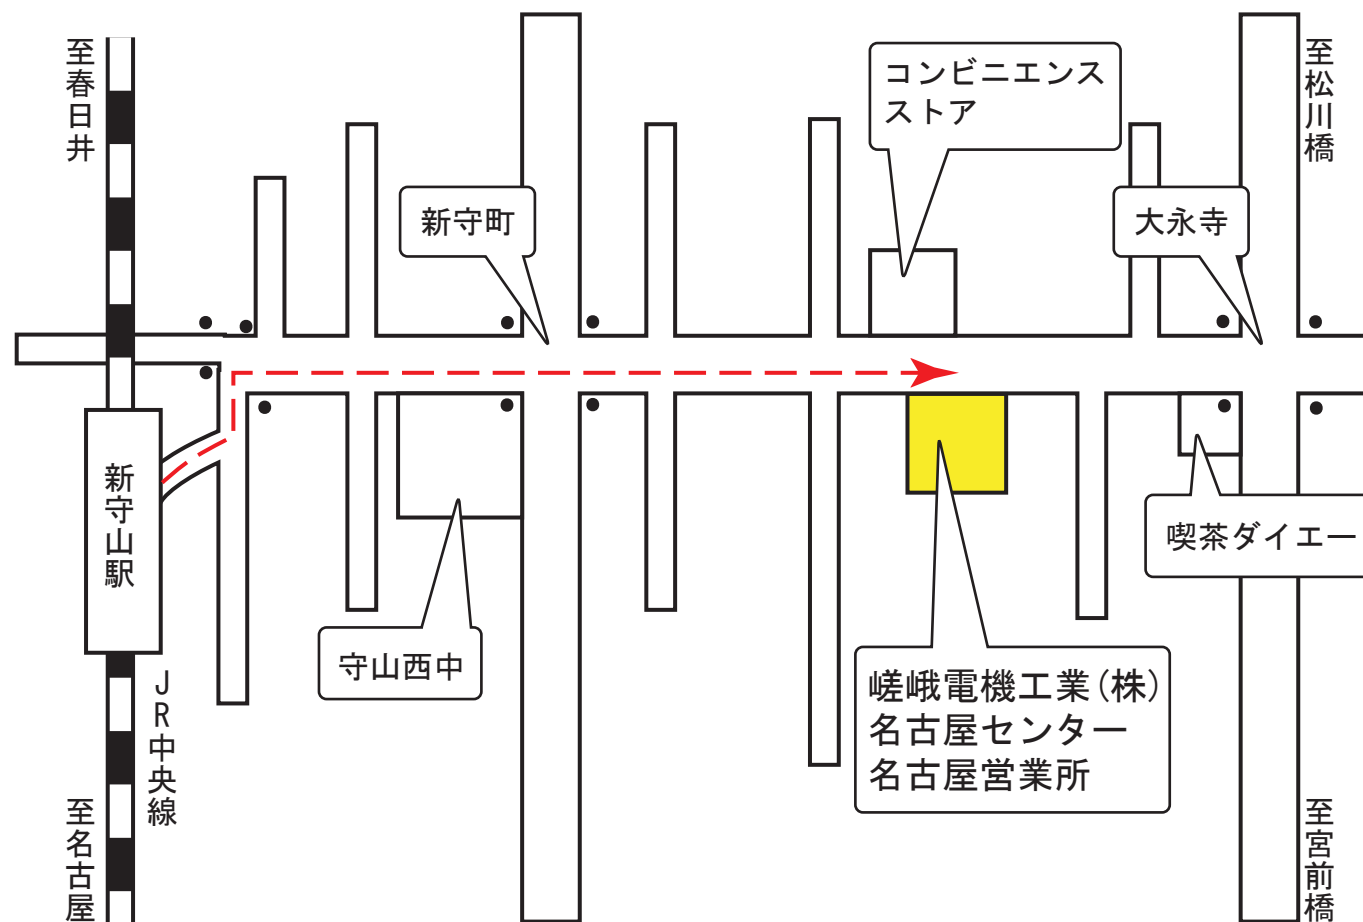 至春日井
コンビニエンス
ストア
至松川橋
新守町
大永寺
新守山駅
喫茶ダイエー
守山西中
嵯峨電機工業(株)
名古屋センター
名古屋営業所
JR中央線
至名古屋
至宮前橋